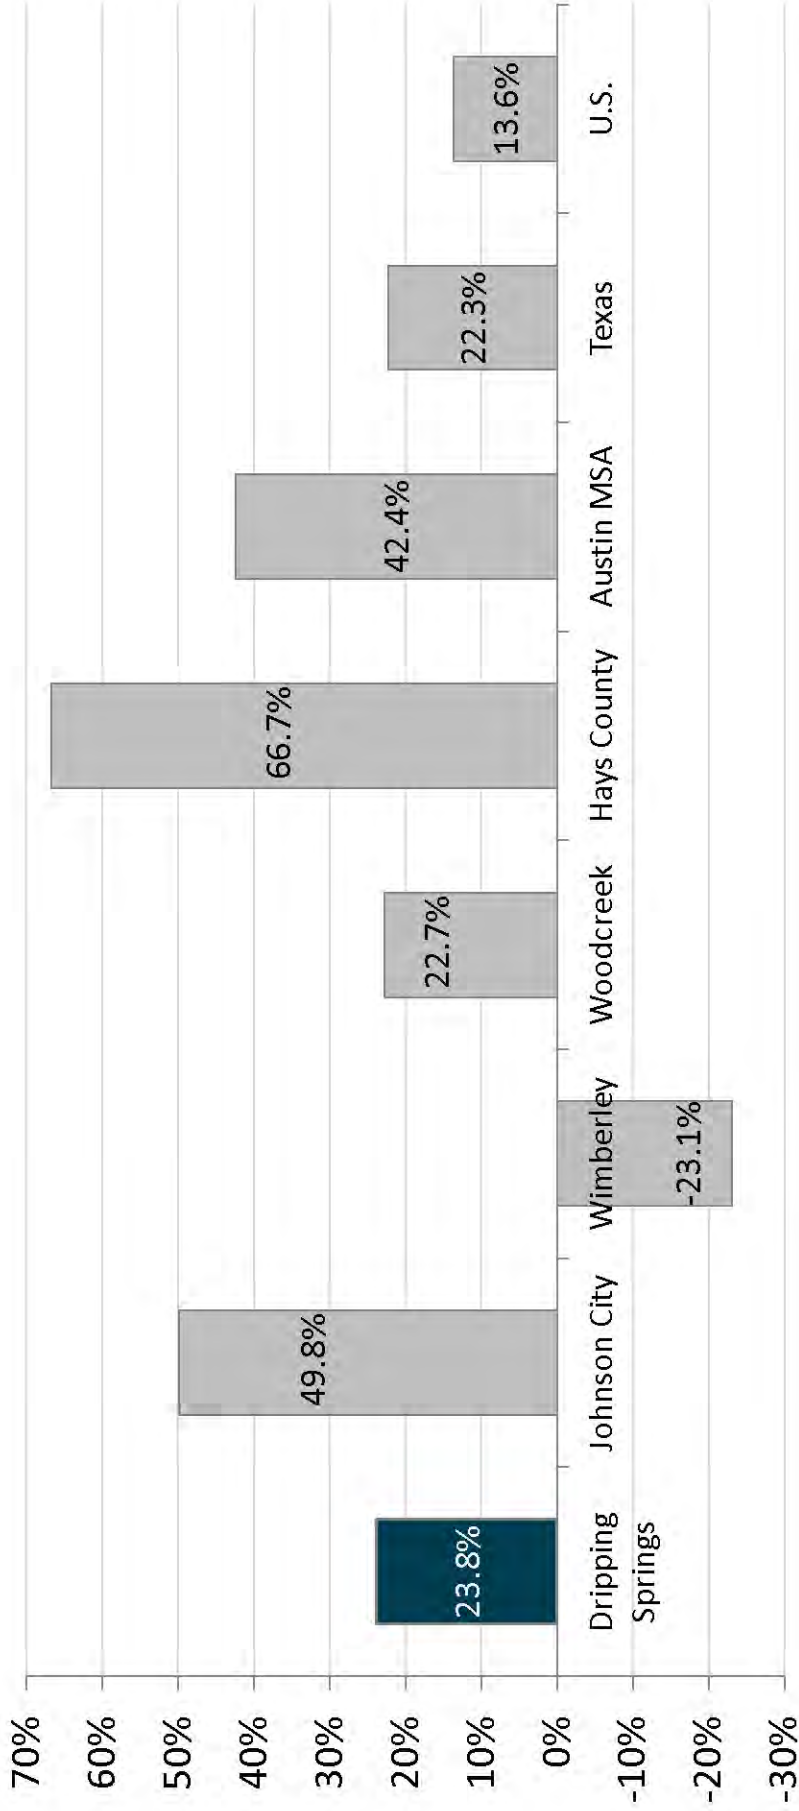 70%
60%
50%
40%
30%
20%
10%
0%
-10%
-20%
-30%
23.8%
49.8%
-23.1%
22.7%
66.7%
42.4%
22.3%
13.6%
Dripping
Springs
Johnson City
Wimberley
Woodcreek
Hays County
Austin MSA
Texas
U.S.